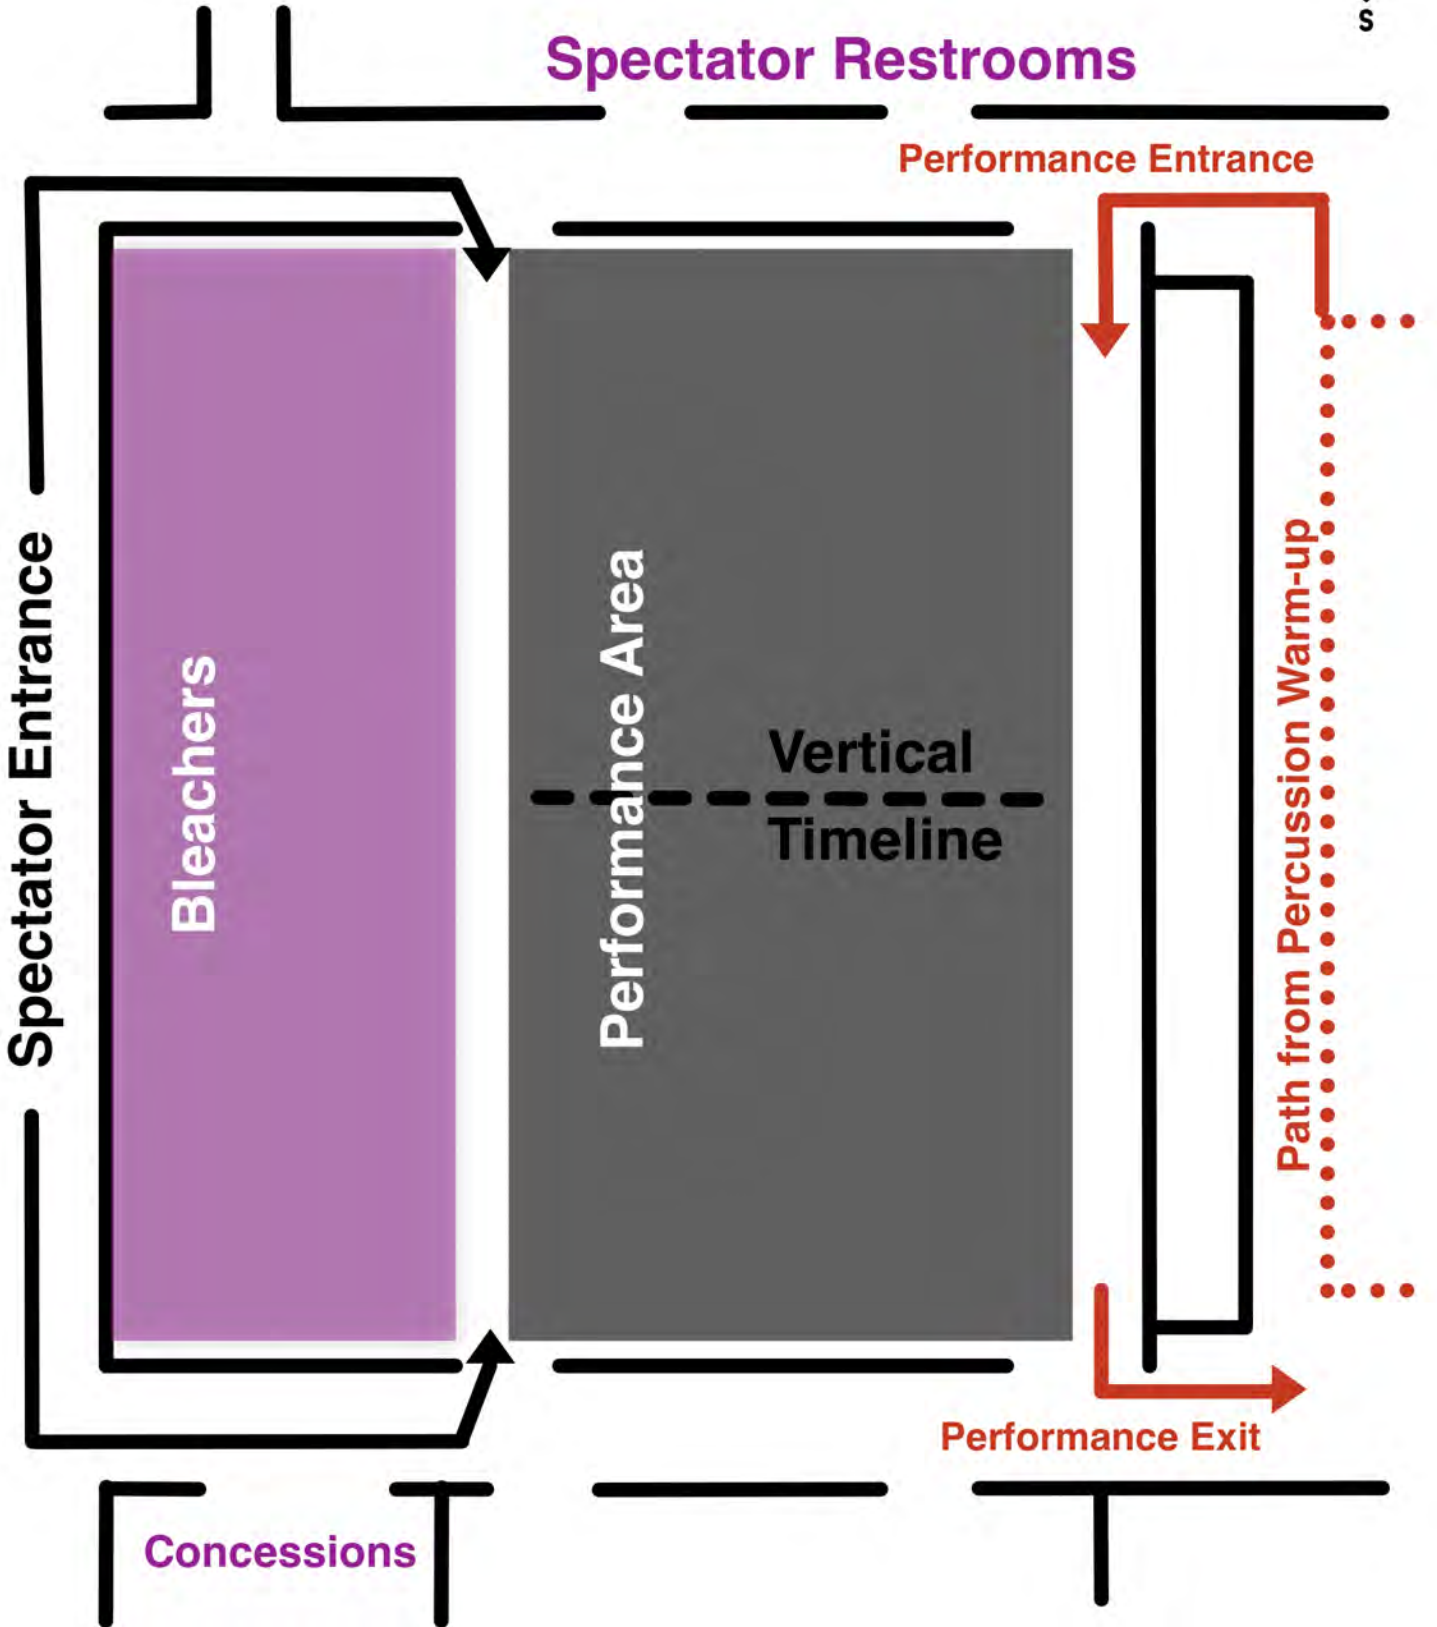 s
Spectator Restrooms
Performance Entrance
Spectator Entrance
Bleachers
Performance Area
Vertical
Timeline
Path from Percussion Warm-up
Performance Exit
Concessions